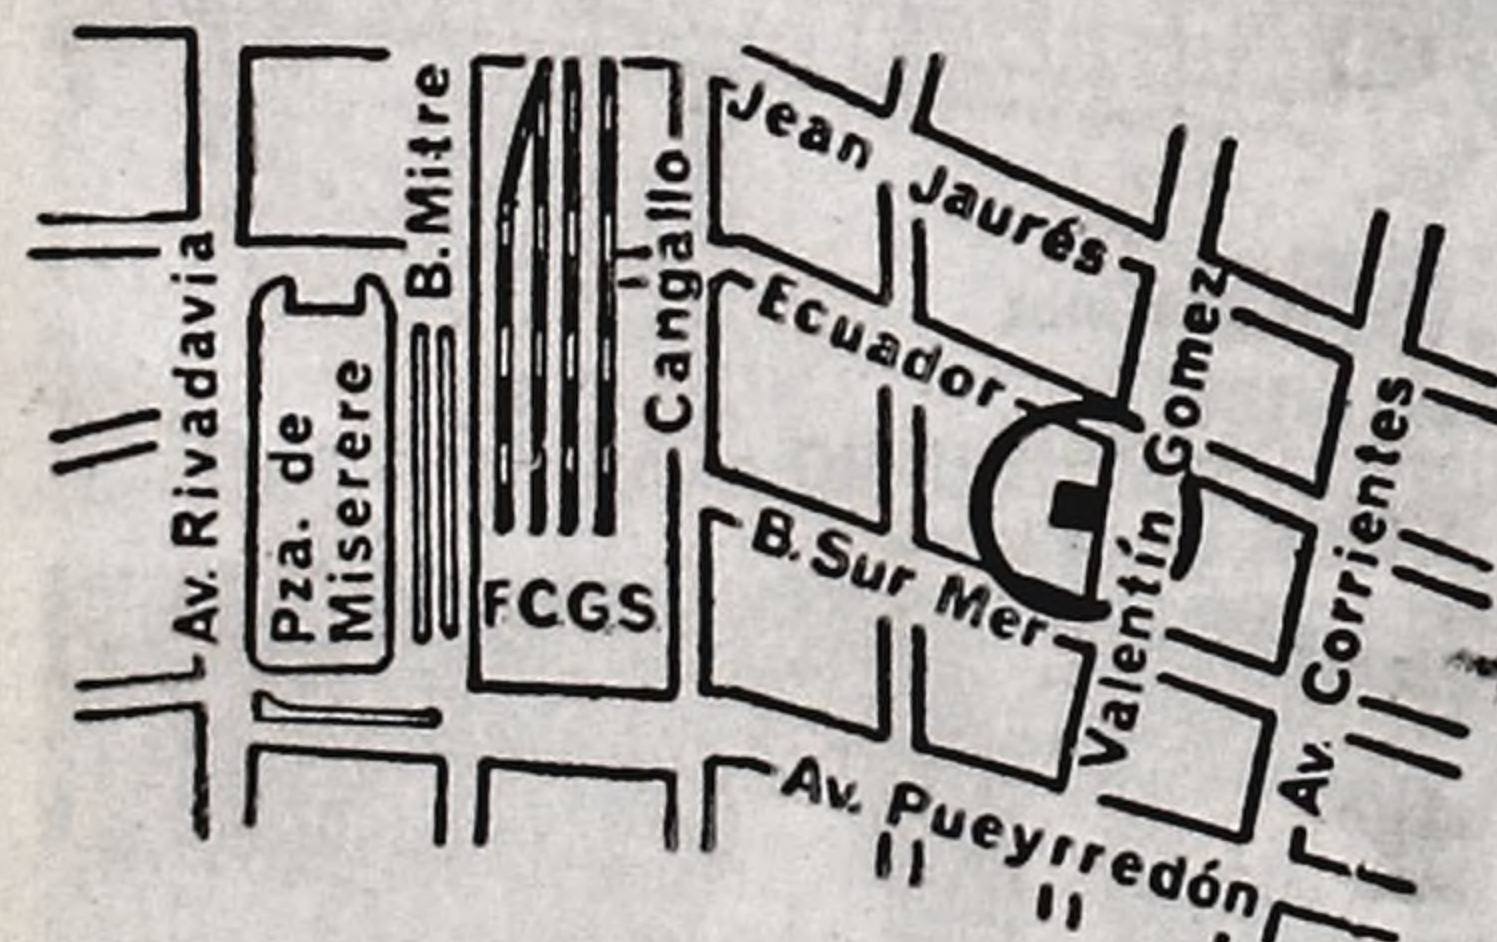 Av. Rivadavia
Pza. de
Miserere
B. Mitre
FCGS
Cangallo
Jean Jaurés
Ecuador
B. Sur Mer
Av. Pueyrredón
Valentín Gomez
Av. Corrientes